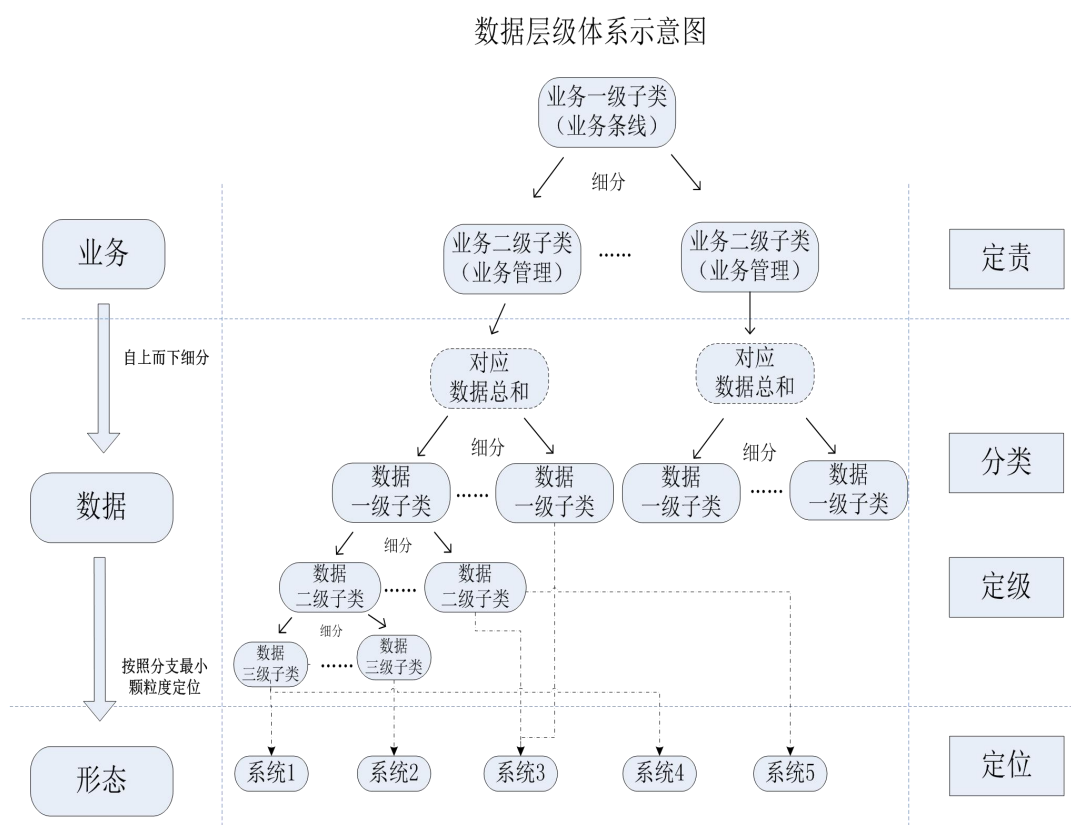 数据层级体系示意图
业务一级子类
（业务条线）
细分
业务
业务二级子类
（业务管理）
……
业务二级子类
（业务管理）
定责
自上而下细分
对应
数据总和
对应
数据总和
细分
细分
数据
一级子类
……
数据
一级子类
数据
一级子类
……
数据
一级子类
分类
数据
细分
数据
二级子类
……
数据
二级子类
定级
细分
数据
三级子类
……
数据
三级子类
按照分支最小
颗粒度定位
形态
系统1
系统2
系统3
系统4
系统5
定位